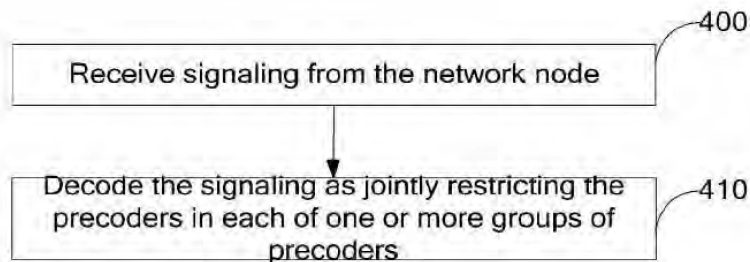 400
Receive signaling from the network node
Decode the signaling as jointly restricting the
precoders in each of one or more groups of
precoders
410